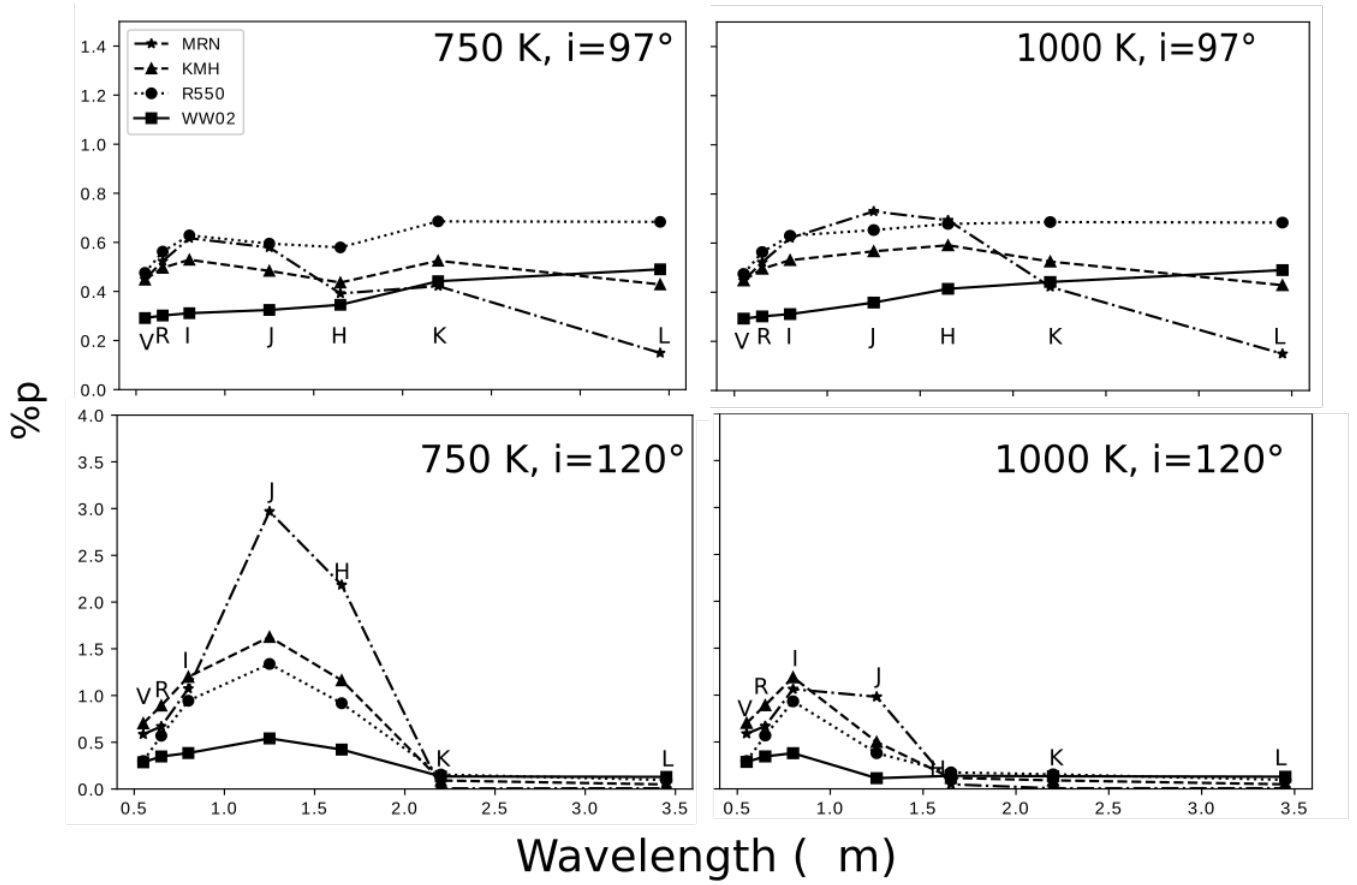 750 K, i=97°
1000 K, i=97°
MRN
KMH
R550
WW02
1.4
1.2
1.0
0.8
0.6
0.4
0.2
0.0
V R I J H K L
V R I J H K L
%p
750 K, i=120°
1000 K, i=120°
4.0
3.5
3.0
2.5
2.0
1.5
1.0
0.5
0.0
V R I J H K L
V R I J H K L
0.5 1.0 1.5 2.0 2.5 3.0 3.5
0.5 1.0 1.5 2.0 2.5 3.0 3.5
Wavelength ( m)